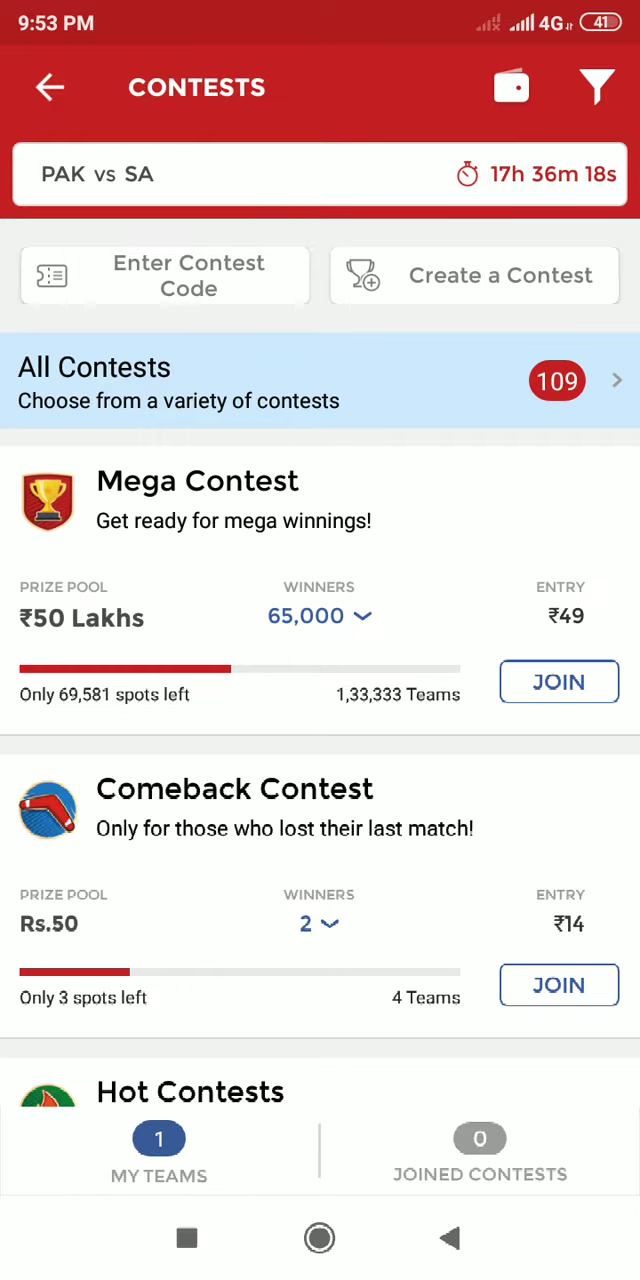 9:53 PM
4G 41
CONTESTS
PAK vs SA
17h 36m 18s
Enter Contest
Code
Create a Contest
All Contests
109
Choose from a variety of contests
Mega Contest
Get ready for mega winnings!
PRIZE POOL WINNERS ENTRY
₹50 Lakhs 65,000 ₹49
Only 69,581 spots left 1,33,333 Teams
JOIN
Comeback Contest
Only for those who lost their last match!
PRIZE POOL WINNERS ENTRY
Rs.50 2 ₹14
Only 3 spots left 4 Teams
JOIN
Hot Contests
1 0
MY TEAMS JOINED CONTESTS